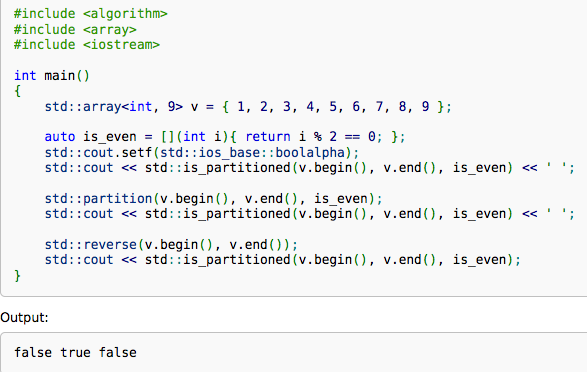 #include <algorithm>
#include <array>
#include <iostream>

int main()
{
    std::array<int, 9> v = { 1, 2, 3, 4, 5, 6, 7, 8, 9 };

    auto is_even = [](int i){ return i % 2 == 0; };
    std::cout.setf(std::ios_base::boolalpha);
    std::cout << std::is_partitioned(v.begin(), v.end(), is_even) << ' ';

    std::partition(v.begin(), v.end(), is_even);
    std::cout << std::is_partitioned(v.begin(), v.end(), is_even) << ' ';

    std::reverse(v.begin(), v.end());
    std::cout << std::is_partitioned(v.begin(), v.end(), is_even);
}
Output:
false true false